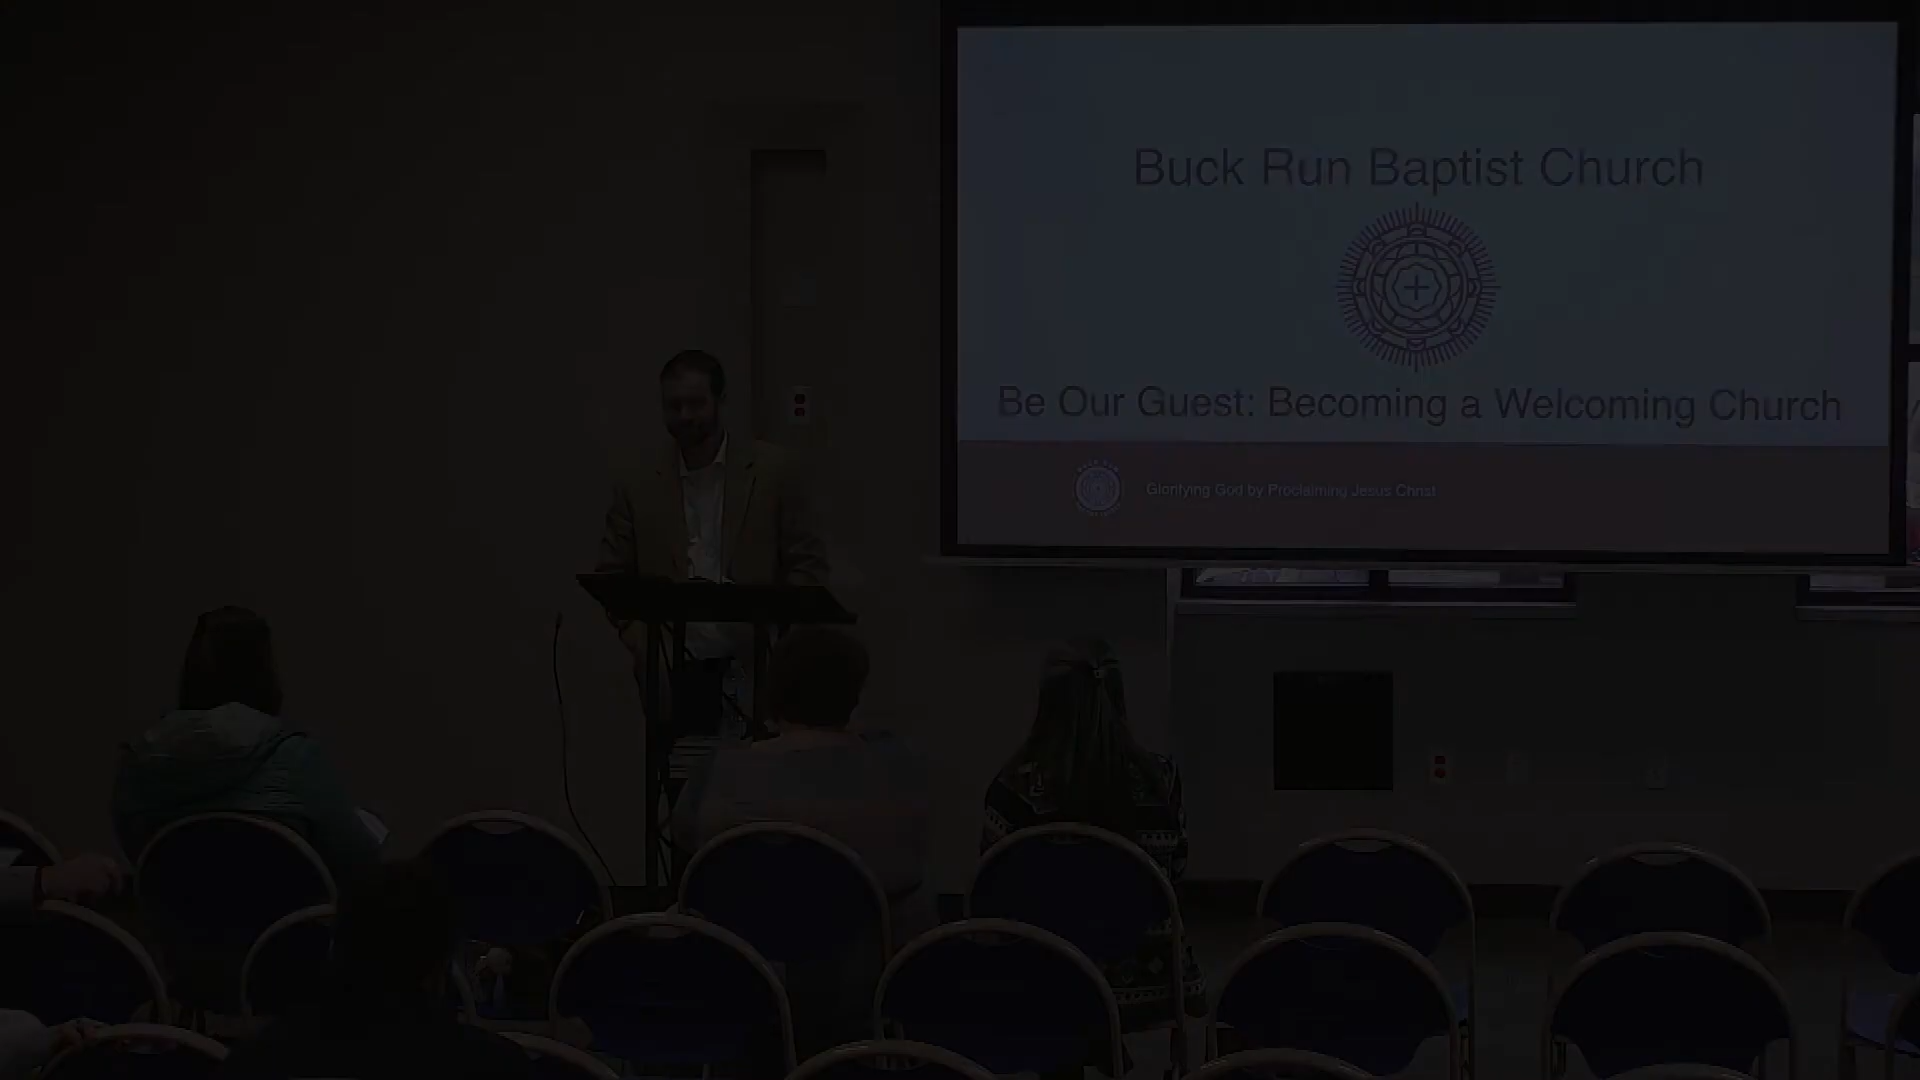 Buck Run Baptist Church
Be Our Guest: Becoming a Welcoming Church
Glorifying God by Proclaiming Jesus Christ